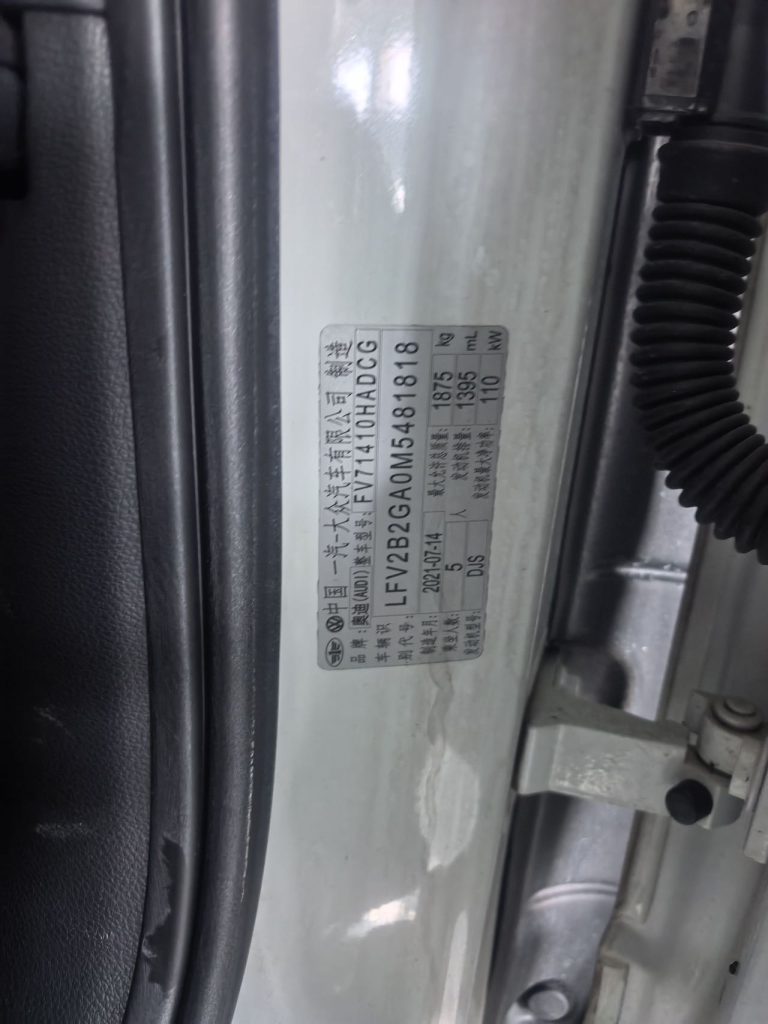 中国 一汽-大众汽车有限公司 制造
品牌：奥迪(AUDI) 整车型号：FV71410HADCG
车辆识别代号：LFV2B2GA0M5481818
制造年月：2021-07-14 最大允许总质量：1875 kg
乘坐人数：5 人 发动机排量：1395 mL
发动机型号：DJS 发动机最大净功率：110 kW